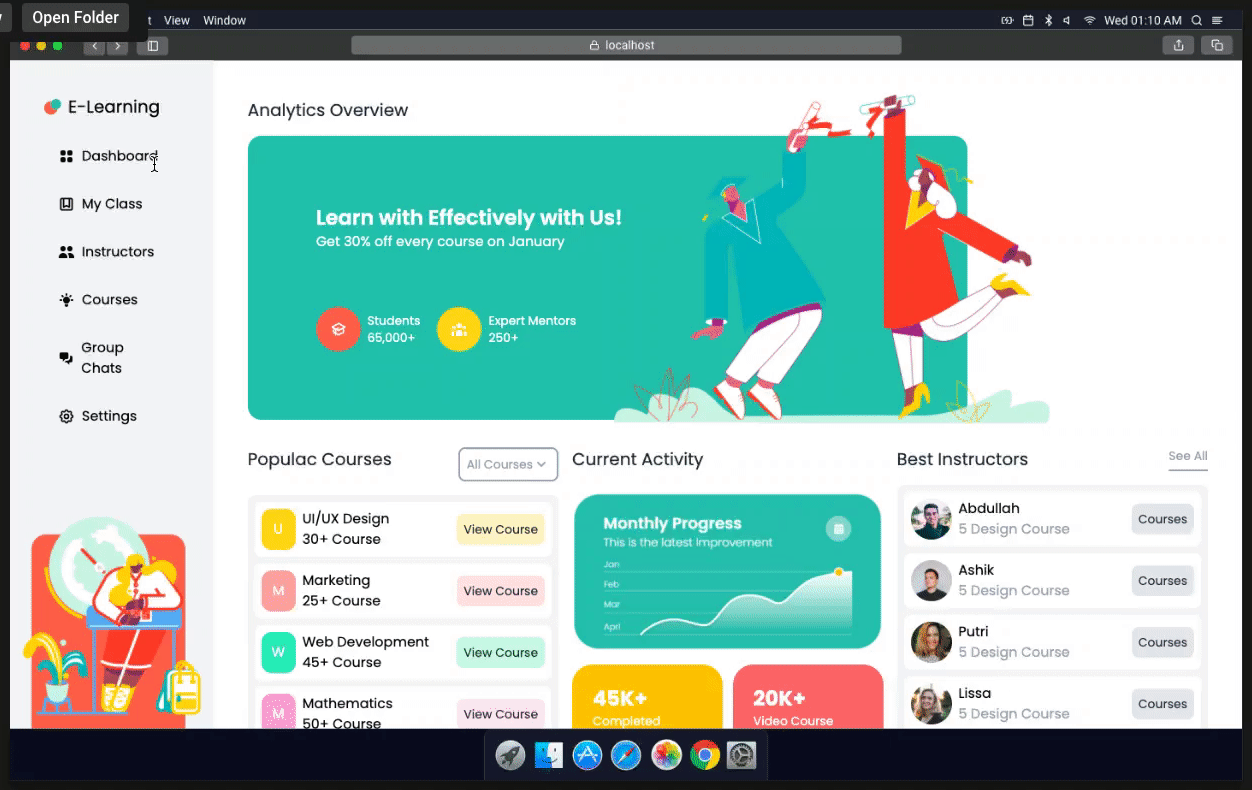 Open Folder
View Window
Wed 01:10 AM
localhost
E-Learning
Dashboard
My Class
Instructors
Courses
Group
Chats
Settings
Analytics Overview
Learn with Effectively with Us!
Get 30% off every course on January
Students
65,000+
Expert Mentors
250+
Populac Courses
All Courses
U
UI/UX Design
30+ Course
View Course
M
Marketing
25+ Course
View Course
W
Web Development
45+ Course
View Course
M
Mathematics
50+ Course
View Course
Current Activity
Monthly Progress
This is the latest Improvement
Jan
Feb
Mar
April
45K+
Completed
20K+
Video Course
Best Instructors
See All
Abdullah
5 Design Course
Courses
Ashik
5 Design Course
Courses
Putri
5 Design Course
Courses
Lissa
5 Design Course
Courses